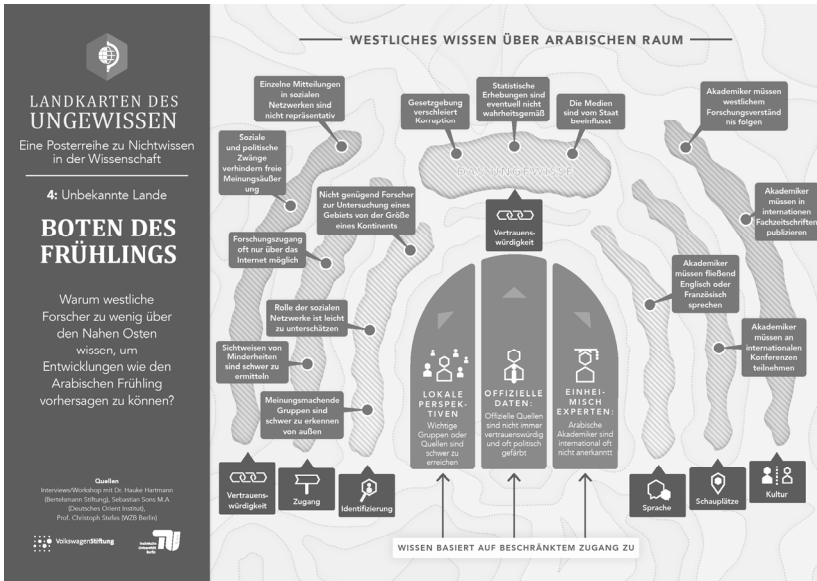 LANDKARTEN DES
UNGEWISSEN
Eine Posterreihe zu Nichtwissen
in der Wissenschaft
4: Unbekannte Lande
BOTEN DES
FRÜHLINGS
Warum westliche
Forscher zu wenig über
den Nahen Osten
wissen, um
Entwicklungen wie den
Arabischen Frühling
vorhersagen zu können?
Quellen
Interviews/Workshop mit Dr. Hauke Hartmann
(Bertelsmann Stiftung), Sebastian Sons M.A
(Deutsches Orient Institut),
Prof. Christoph Stefes (WZB Berlin)
VolkswagenStiftung
Technische
Universität
Berlin
WESTLICHES WISSEN ÜBER ARABISCHEN RAUM
Einzelne Mitteilungen
in sozialen
Netzwerken sind
nicht repräsentativ
Soziale
und politische
Zwänge
verhindern freie
Meinungsäußer
ung
Nicht genügend Forscher
zur Untersuchung eines
Gebiets von der Größe
eines Kontinents
Forschungszugang
oft nur über das
Internet möglich
Rolle der sozialen
Netzwerke ist leicht
zu unterschätzen
Sichtweisen von
Minderheiten
sind schwer zu
ermitteln
Meinungsmachende
Gruppen sind
schwer zu erkennen
von außen
Vertrauens-
würdigkeit
Zugang
Identifizierung
Gesetzgebung
verschleiert
Korruption
Statistische
Erhebungen sind
eventuell nicht
wahrheitsgemäß
Die Medien
sind vom Staat
beeinflusst
DAS UNGEWISSE
Vertrauens-
würdigkeit
LOKALE
PERSPEK-
TIVEN
Wichtige
Gruppen oder
Quellen sind
schwer zu
erreichen
OFFIZIELLE
DATEN:
Offizielle Quellen
sind nicht immer
vertrauenswürdig
und oft politisch
gefärbt
EINHEI-
MISCH
EXPERTEN:
Arabische
Akademiker sind
international oft
nicht anerkanntt
WISSEN BASIERT AUF BESCHRÄNKTEM ZUGANG ZU
Akademiker müssen
westlichem
Forschungsverständ
nis folgen
Akademiker
müssen in
internationen
Fachzeitschriften
publizieren
Akademiker
müssen fließend
Englisch oder
Französisch
sprechen
Akademiker
müssen an
internationalen
Konferenzen
teilnehmen
Sprache
Schauplätze
Kultur